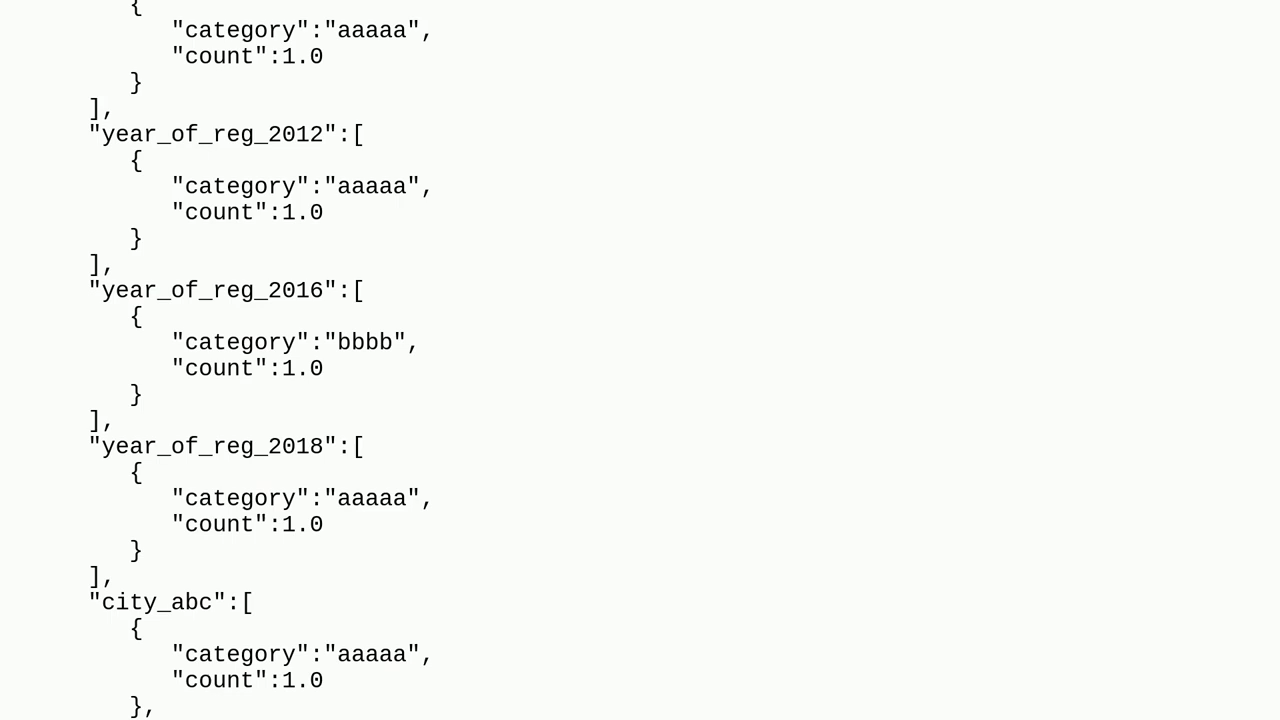 {
"category":"aaaaa",
"count":1.0
}
],
"year_of_reg_2012":[
{
"category":"aaaaa",
"count":1.0
}
],
"year_of_reg_2016":[
{
"category":"bbbb",
"count":1.0
}
],
"year_of_reg_2018":[
{
"category":"aaaaa",
"count":1.0
}
],
"city_abc":[
{
"category":"aaaaa",
"count":1.0
},